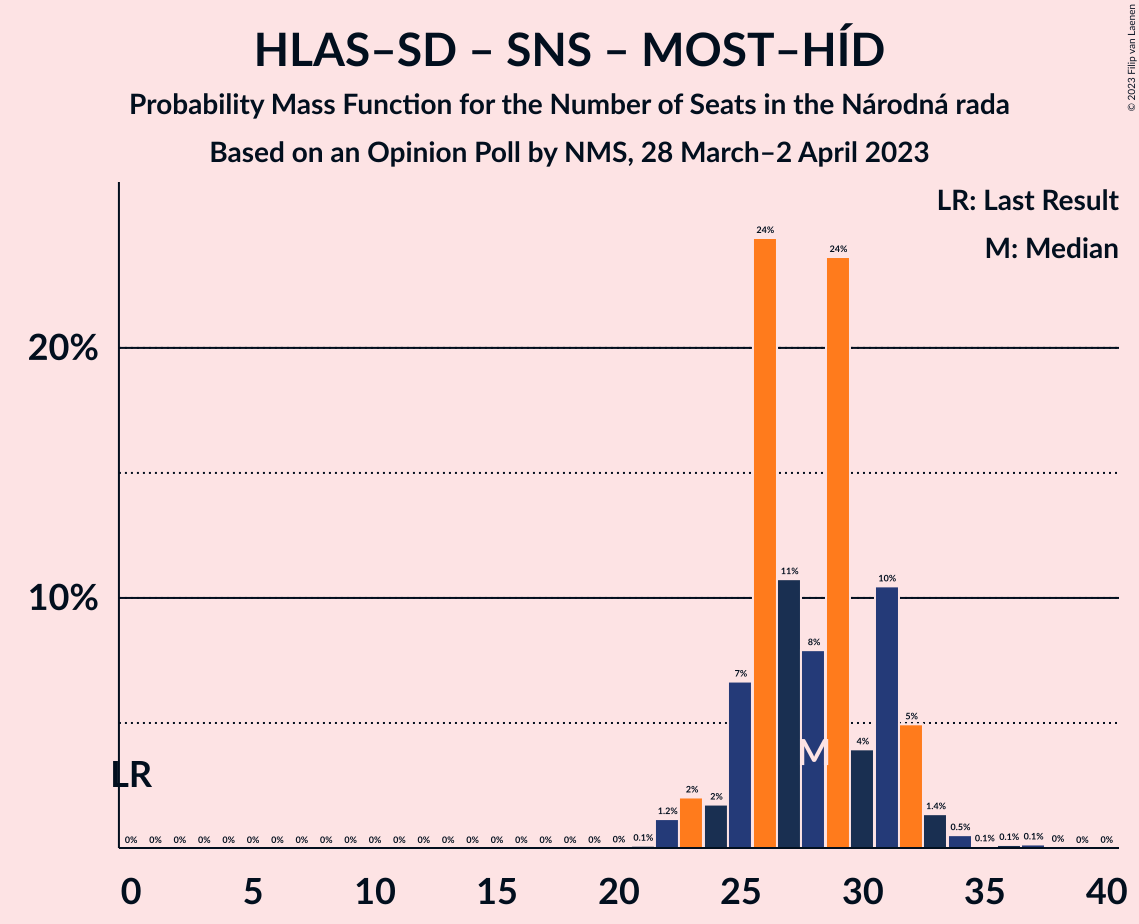 HLAS–SD – SNS – MOST–HÍD
Probability Mass Function for the Number of Seats in the Národná rada
Based on an Opinion Poll by NMS, 28 March–2 April 2023
© 2023 Filip van Laenen
LR: Last Result
M: Median
20%
10%
LR
M
0% 0% 0% 0% 0% 0% 0% 0% 0% 0% 0% 0% 0% 0% 0% 0% 0% 0% 0% 0% 0% 0.1% 1.2% 2% 2% 7% 24% 11% 8% 24% 4% 10% 5% 1.4% 0.5% 0.1% 0.1% 0.1% 0% 0% 0%
0 5 10 15 20 25 30 35 40